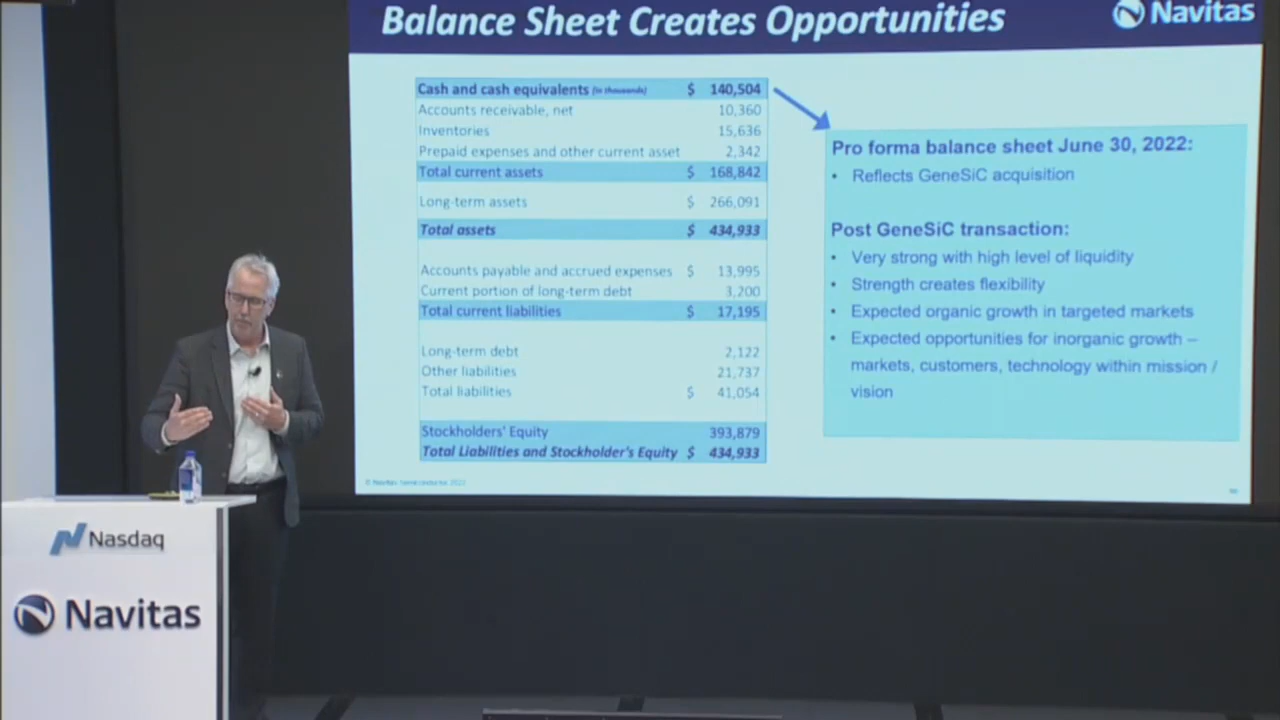 Balance Sheet Creates Opportunities
Navitas
Cash and cash equivalents (in thousands) $ 140,504
Accounts receivable, net 10,360
Inventories 15,636
Prepaid expenses and other current asset 2,342
Total current assets $ 168,842
Long-term assets $ 266,091
Total assets $ 434,933
Accounts payable and accrued expenses $ 13,995
Current portion of long-term debt 3,200
Total current liabilities $ 17,195
Long-term debt 2,122
Other liabilities 21,737
Total liabilities $ 41,054
Stockholders' Equity 393,879
Total Liabilities and Stockholder's Equity $ 434,933
Pro forma balance sheet June 30, 2022:
• Reflects GeneSiC acquisition
Post GeneSiC transaction:
• Very strong with high level of liquidity
• Strength creates flexibility
• Expected organic growth in targeted markets
• Expected opportunities for inorganic growth –
markets, customers, technology within mission /
vision
© Navitas Semiconductor 2022
Nasdaq
Navitas